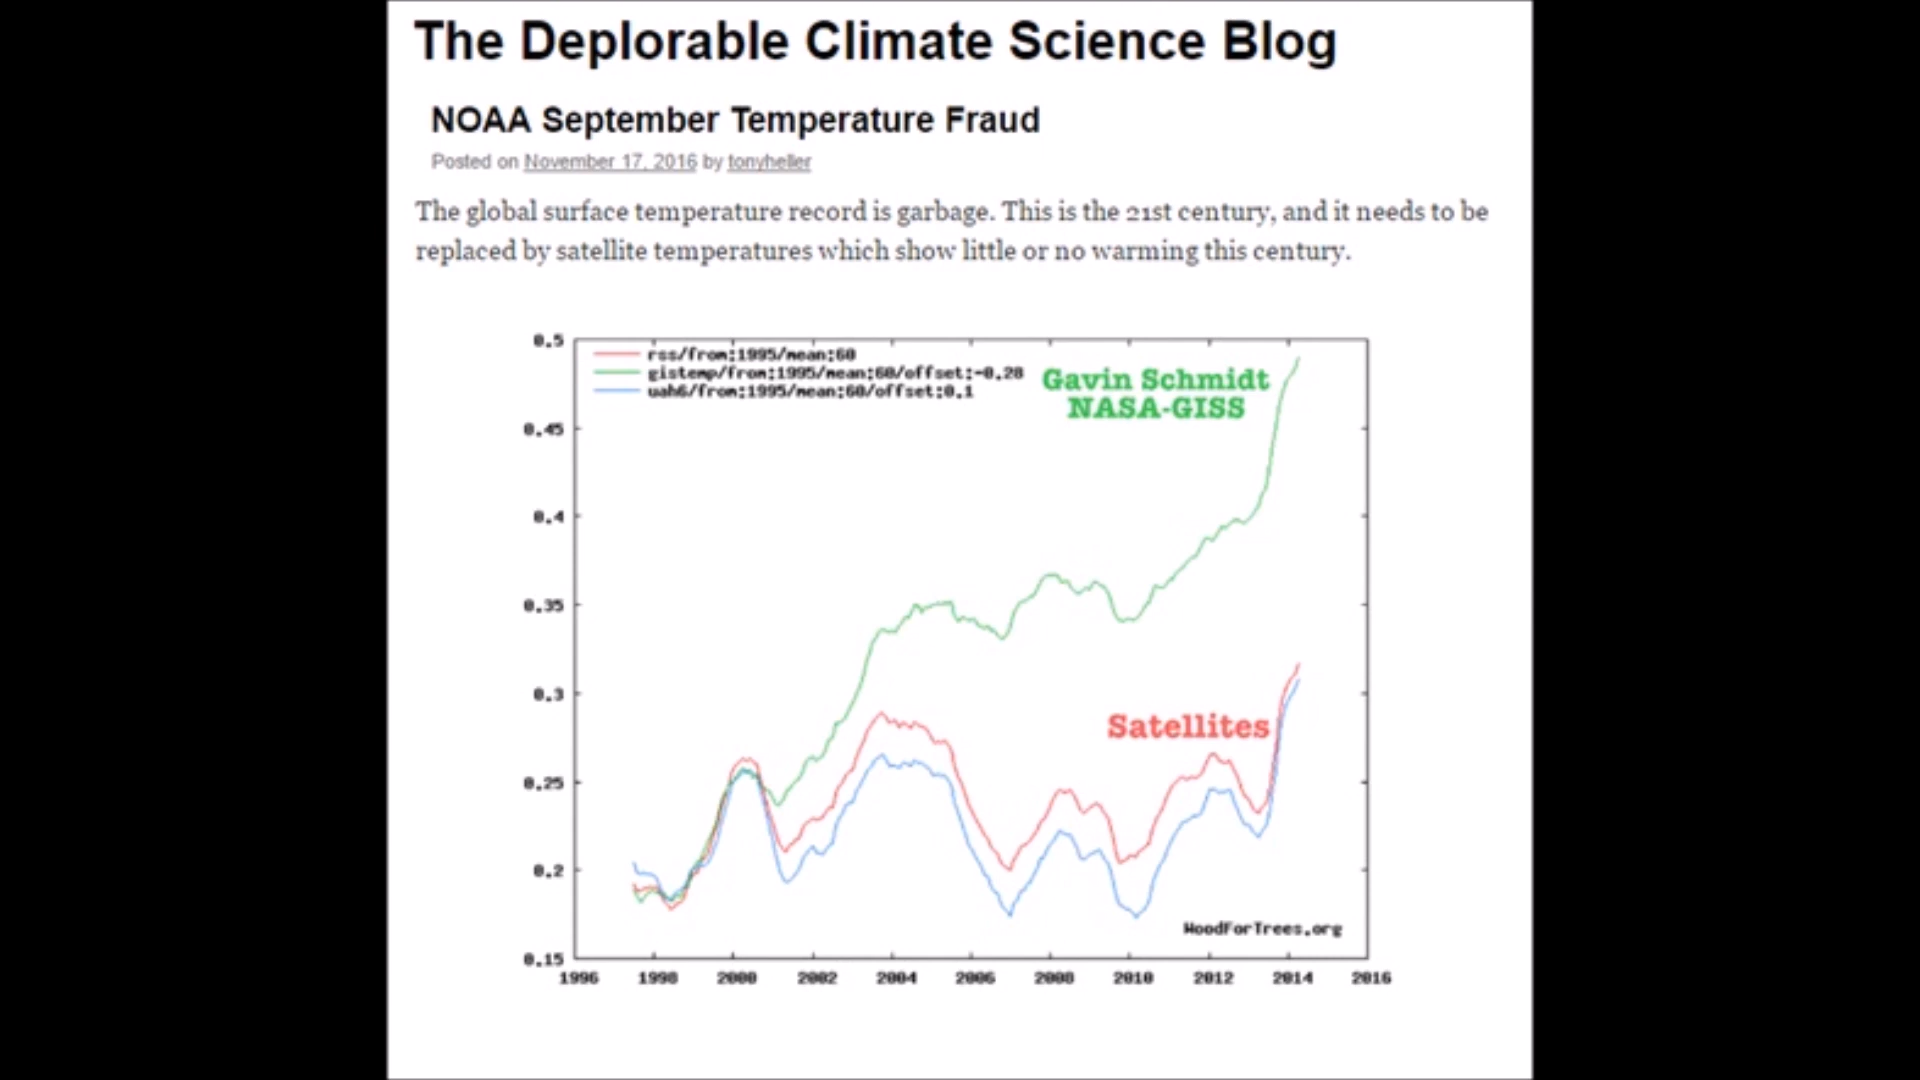 The Deplorable Climate Science Blog
NOAA September Temperature Fraud
Posted on November 17, 2016 by tonyheller
The global surface temperature record is garbage. This is the 21st century, and it needs to be
replaced by satellite temperatures which show little or no warming this century.
0.5
rss/from:1995/mean:60
gistemp/from:1995/mean:60/offset:-0.28
uah6/from:1995/mean:60/offset:0.1
Gavin Schmidt
NASA-GISS
0.45
0.4
0.35
0.3
Satellites
0.25
0.2
WoodForTrees.org
0.15
1996 1998 2000 2002 2004 2006 2008 2010 2012 2014 2016